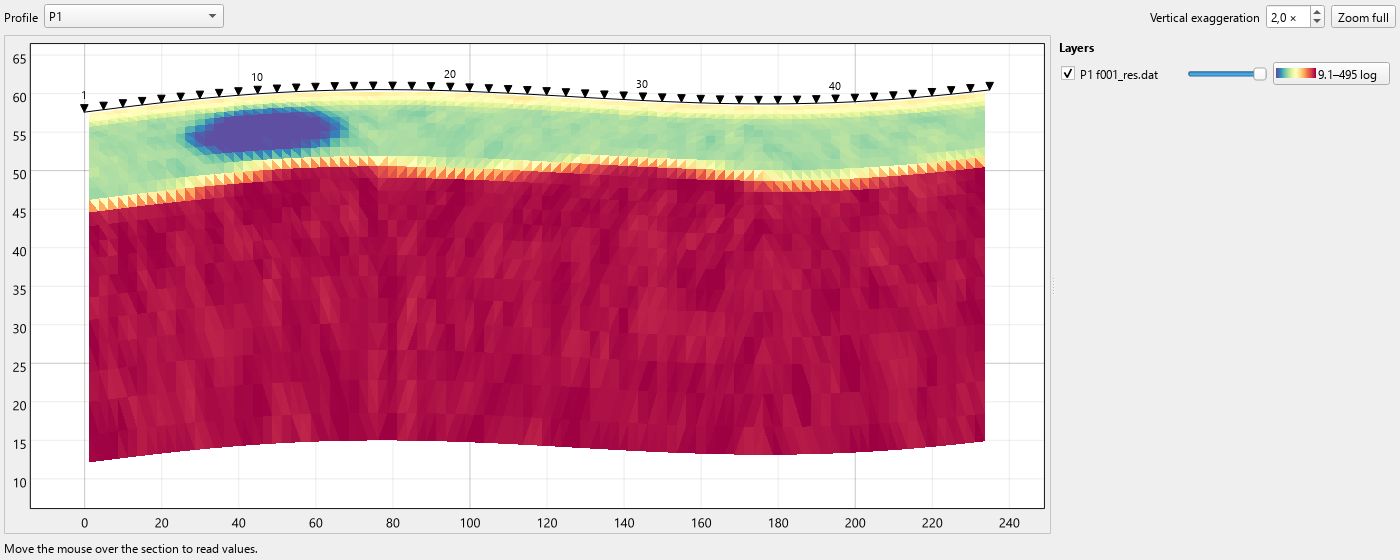 Profile P1 Vertical exaggeration 2,0 × Zoom full
Layers
P1 f001_res.dat 9.1–495 log
1 10 20 30 40
65
60
55
50
45
40
35
30
25
20
15
10
0 20 40 60 80 100 120 140 160 180 200 220 240
Move the mouse over the section to read values.